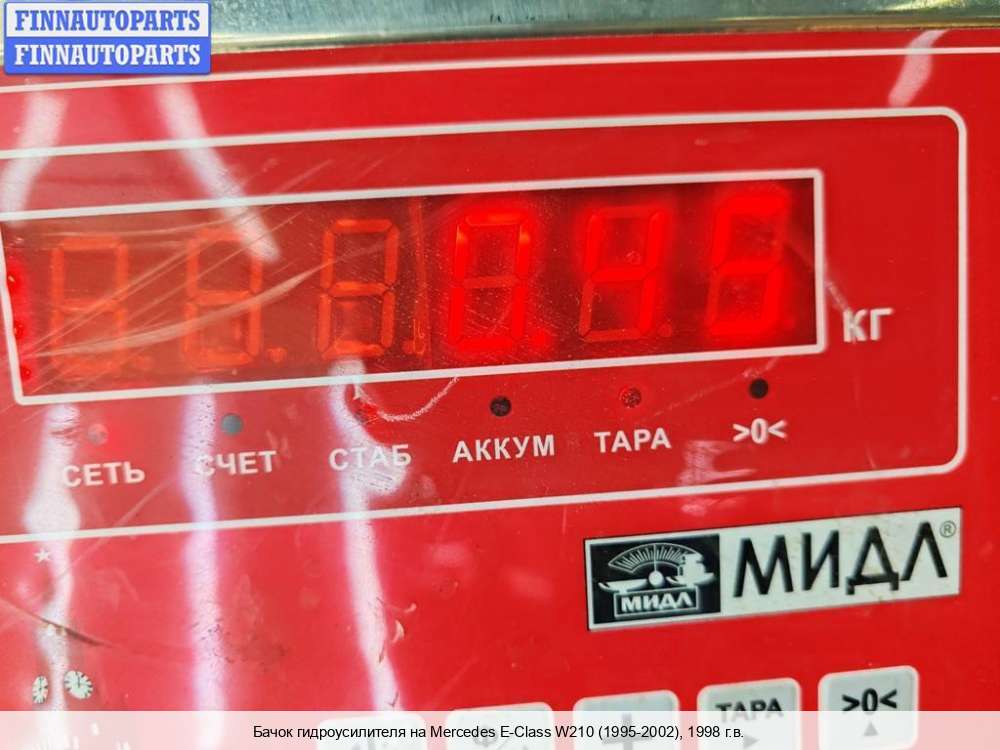 FINNAUTOPARTS
FINNAUTOPARTS
0.45
КГ
СЕТЬ СЧЕТ СТАБ АККУМ ТАРА >0<
МИДЛ МИДЛ®
ТАРА >0<
Бачок гидроусилителя на Mercedes E-Class W210 (1995-2002), 1998 г.в.